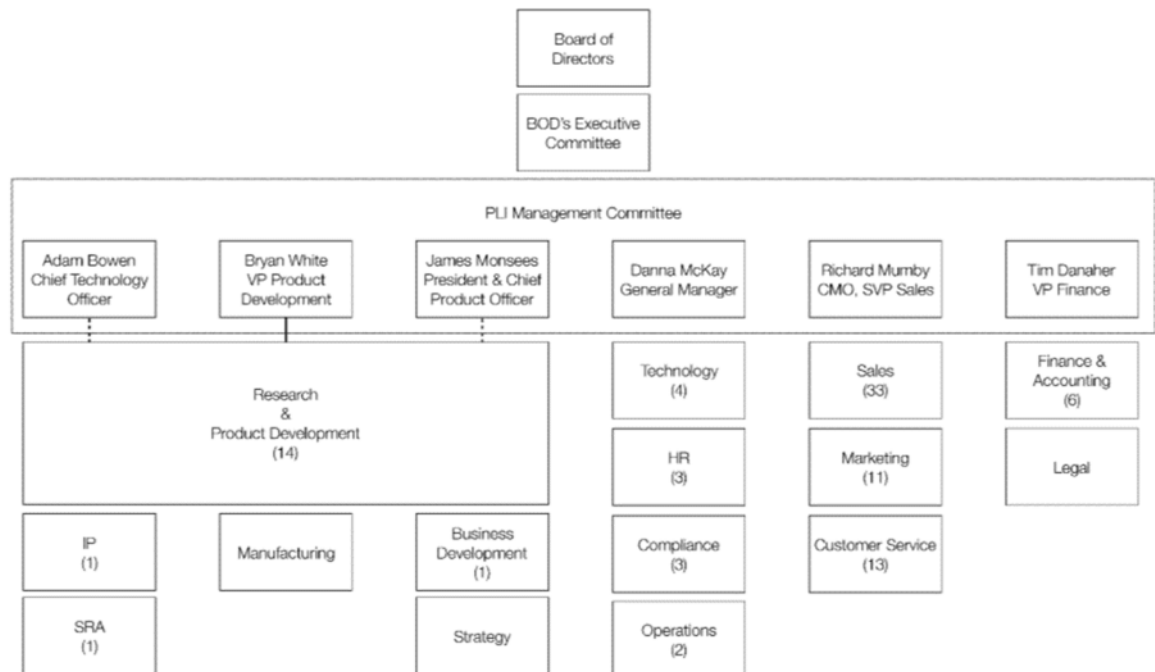 Board of
Directors
BOD's Executive
Committee
PLI Management Committee
Adam Bowen
Chief Technology
Officer
Bryan White
VP Product
Development
James Monsees
President & Chief
Product Officer
Danna McKay
General Manager
Richard Mumby
CMO, SVP Sales
Tim Danaher
VP Finance
Research
&
Product Development
(14)
Technology
(4)
Sales
(33)
Finance &
Accounting
(6)
HR
(3)
Marketing
(11)
Legal
IP
(1)
Manufacturing
Business
Development
(1)
Compliance
(3)
Customer Service
(13)
SRA
(1)
Strategy
Operations
(2)